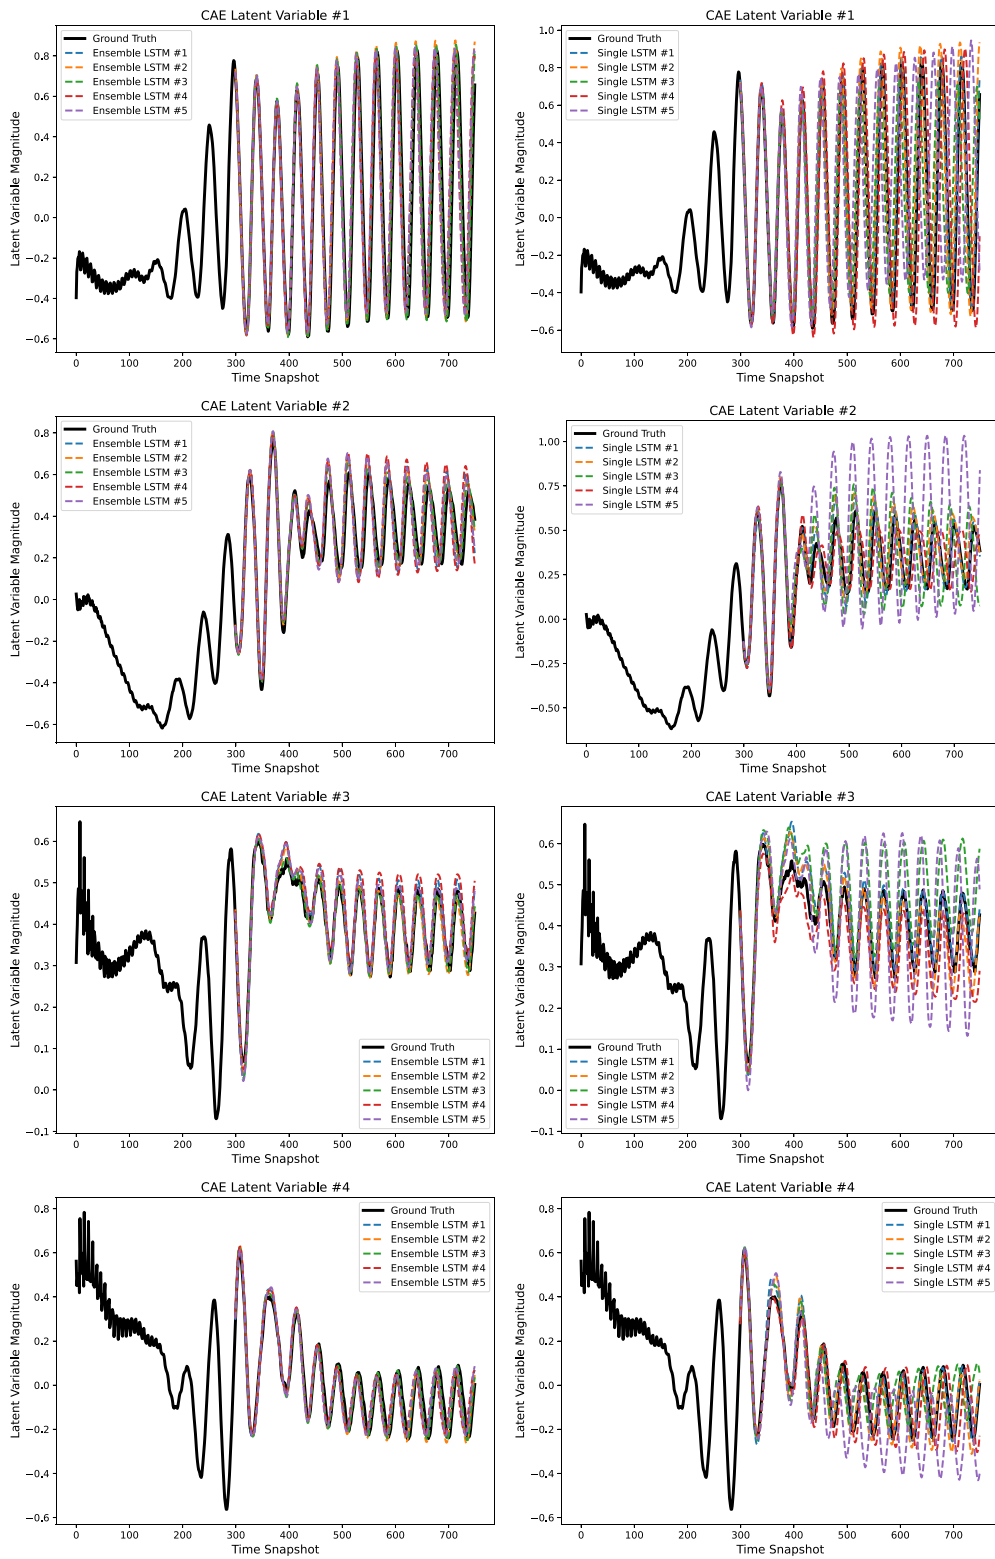 CAE Latent Variable #1
Latent Variable Magnitude
0.8
0.6
0.4
0.2
0.0
−0.2
−0.4
−0.6
Ground Truth
Ensemble LSTM #1
Ensemble LSTM #2
Ensemble LSTM #3
Ensemble LSTM #4
Ensemble LSTM #5
0 100 200 300 400 500 600 700
Time Snapshot
CAE Latent Variable #1
Latent Variable Magnitude
1.0
0.8
0.6
0.4
0.2
0.0
−0.2
−0.4
−0.6
Ground Truth
Single LSTM #1
Single LSTM #2
Single LSTM #3
Single LSTM #4
Single LSTM #5
0 100 200 300 400 500 600 700
Time Snapshot
CAE Latent Variable #2
Latent Variable Magnitude
0.8
0.6
0.4
0.2
0.0
−0.2
−0.4
−0.6
Ground Truth
Ensemble LSTM #1
Ensemble LSTM #2
Ensemble LSTM #3
Ensemble LSTM #4
Ensemble LSTM #5
0 100 200 300 400 500 600 700
Time Snapshot
CAE Latent Variable #2
Latent Variable Magnitude
1.00
0.75
0.50
0.25
0.00
−0.25
−0.50
Ground Truth
Single LSTM #1
Single LSTM #2
Single LSTM #3
Single LSTM #4
Single LSTM #5
0 100 200 300 400 500 600 700
Time Snapshot
CAE Latent Variable #3
Latent Variable Magnitude
0.6
0.5
0.4
0.3
0.2
0.1
0.0
−0.1
Ground Truth
Ensemble LSTM #1
Ensemble LSTM #2
Ensemble LSTM #3
Ensemble LSTM #4
Ensemble LSTM #5
0 100 200 300 400 500 600 700
Time Snapshot
CAE Latent Variable #3
Latent Variable Magnitude
0.6
0.5
0.4
0.3
0.2
0.1
0.0
−0.1
Ground Truth
Single LSTM #1
Single LSTM #2
Single LSTM #3
Single LSTM #4
Single LSTM #5
0 100 200 300 400 500 600 700
Time Snapshot
CAE Latent Variable #4
Latent Variable Magnitude
0.8
0.6
0.4
0.2
0.0
−0.2
−0.4
−0.6
Ground Truth
Ensemble LSTM #1
Ensemble LSTM #2
Ensemble LSTM #3
Ensemble LSTM #4
Ensemble LSTM #5
0 100 200 300 400 500 600 700
Time Snapshot
CAE Latent Variable #4
Latent Variable Magnitude
0.8
0.6
0.4
0.2
0.0
−0.2
−0.4
−0.6
Ground Truth
Single LSTM #1
Single LSTM #2
Single LSTM #3
Single LSTM #4
Single LSTM #5
0 100 200 300 400 500 600 700
Time Snapshot